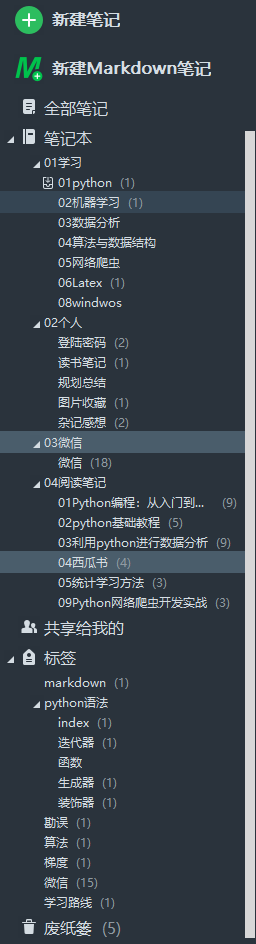 新建笔记
新建Markdown笔记
全部笔记
笔记本
01学习
01python (1)
02机器学习 (1)
03数据分析
04算法与数据结构
05网络爬虫
06Latex (1)
08windwos
02个人
登陆密码 (2)
读书笔记 (1)
规划总结
图片收藏 (1)
杂记感想 (2)
03微信
微信 (18)
04阅读笔记
01Python编程：从入门到... (9)
02python基础教程 (5)
03利用python进行数据分析 (9)
04西瓜书 (4)
05统计学习方法 (3)
09Python网络爬虫开发实战 (3)
共享给我的
标签
markdown (1)
python语法
index (1)
迭代器 (1)
函数
生成器 (1)
装饰器 (1)
勘误 (1)
算法 (1)
梯度 (1)
微信 (15)
学习路线 (1)
废纸篓 (5)